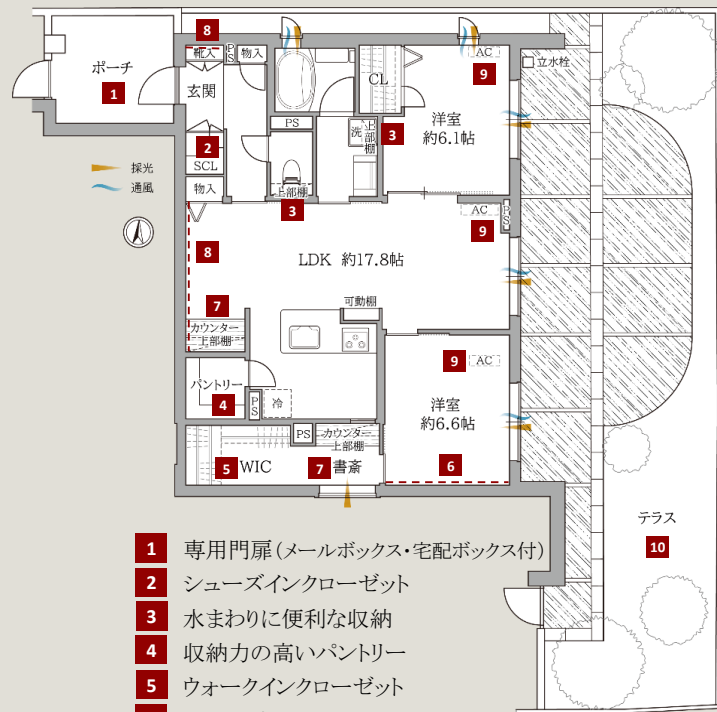 8
靴入
PS
物入
AC
9
立水栓
ポーチ
1
玄関
CL
洋室
約6.1帖
PS
洗
上部棚
3
2
SCL
採光
通風
物入
上部棚
3
AC
PS
9
8
LDK 約17.8帖
7
可動棚
カウンター
上部棚
9
AC
パントリー
4
PS
冷
洋室
約6.6帖
PS
カウンター
上部棚
5
WIC
7
書斎
6
テラス
10
1 専用門扉(メールボックス・宅配ボックス付)
2 シューズインクローゼット
3 水まわりに便利な収納
4 収納力の高いパントリー
5 ウォークインクローゼット